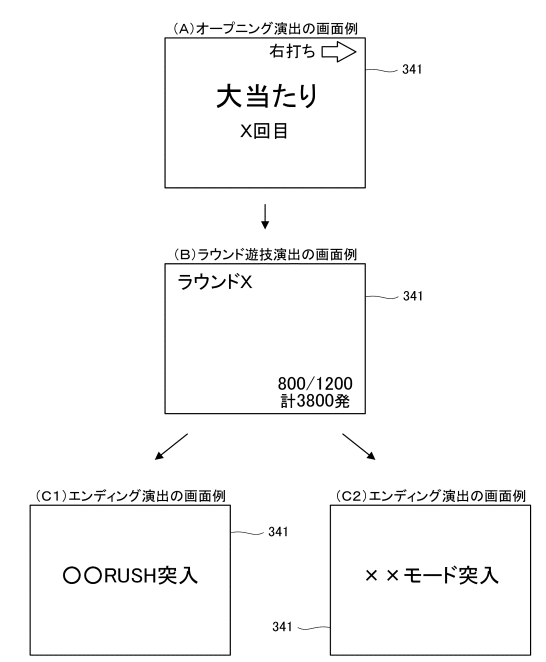 (A)オープニング演出の画面例
右打ち
341
大当たり
X回目
(B)ラウンド遊技演出の画面例
ラウンドX
341
800/1200
計3800発
(C1)エンディング演出の画面例
341
〇〇RUSH突入
(C2)エンディング演出の画面例
××モード突入
341